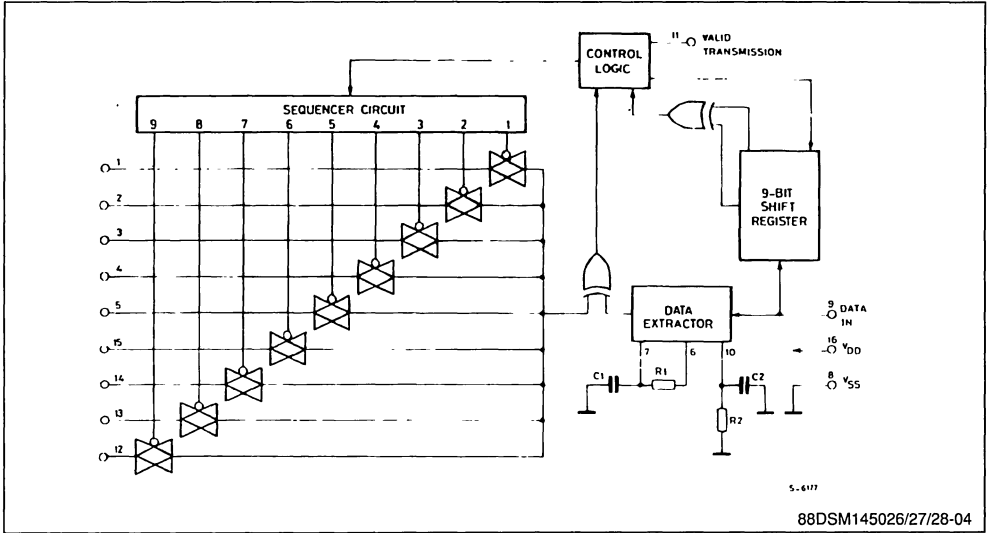 11 VALID
TRANSMISSION
CONTROL
LOGIC
SEQUENCER CIRCUIT
9 8 7 6 5 4 3 2 1
1
2
3
4
5
15
14
13
12
9-BIT
SHIFT
REGISTER
DATA
EXTRACTOR
7 6 10
9 DATA
IN
16 VDD
8 VSS
C1 R1 C2
R2
S-6177
88DSM145026/27/28-04